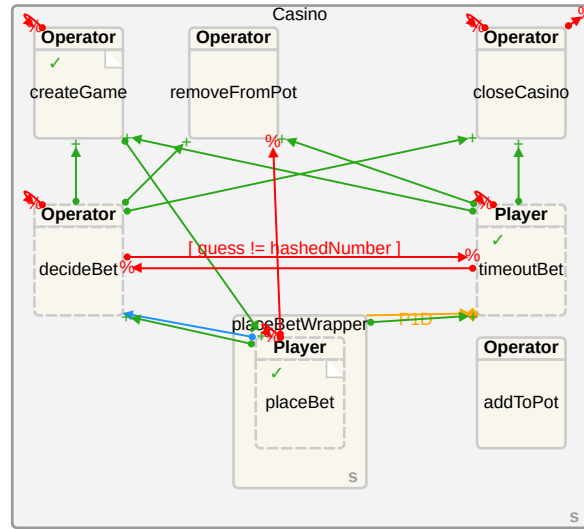 Casino
%
%
%
Operator
Operator
Operator
✓
createGame
removeFromPot
closeCasino
+
+
+
+
+
+
%
%
%
Operator
Player
✓
[ guess != hashedNumber ]
%
decideBet
%
timeoutBet
placeBetWrapper
P1D
+
+
+
%
Player
Operator
✓
placeBet
addToPot
s
s